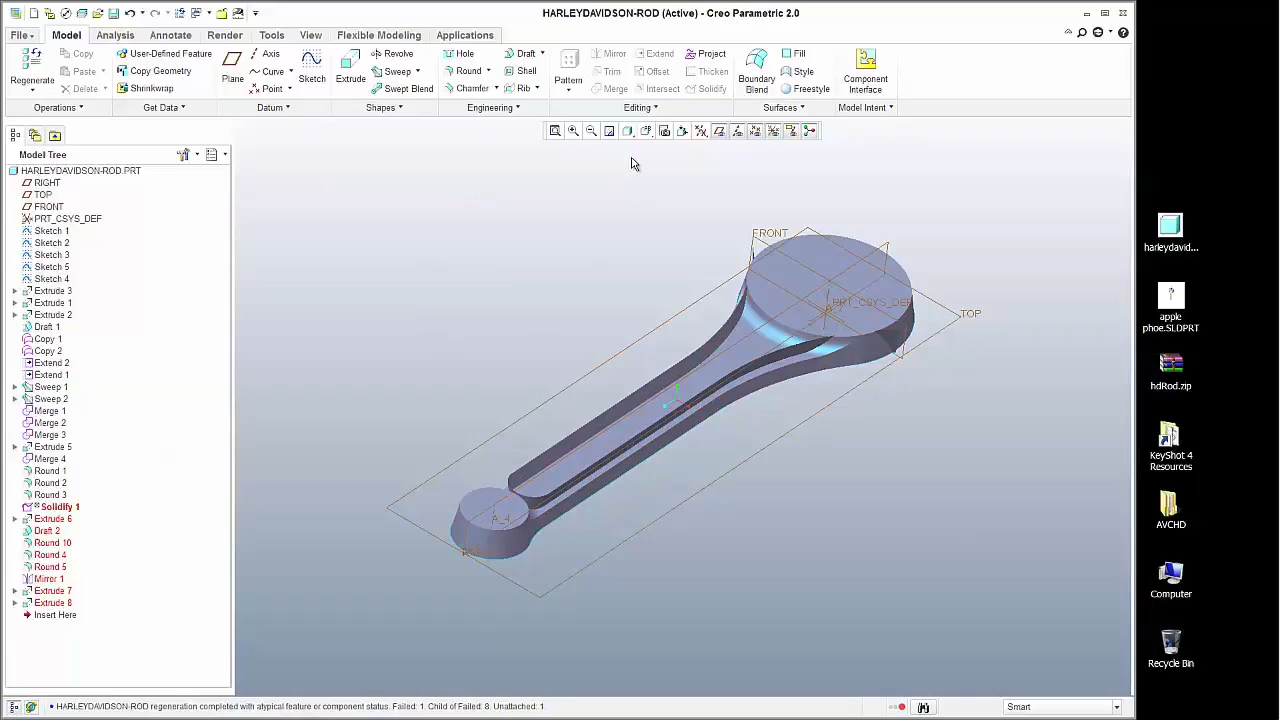 HARLEYDAVIDSON-ROD (Active) - Creo Parametric 2.0
File Model Analysis Annotate Render Tools View Flexible Modeling Applications
Regenerate Copy Paste Delete
User-Defined Feature Copy Geometry Shrinkwrap
Plane Axis Curve Point Sketch
Extrude Revolve Sweep Swept Blend
Hole Round Chamfer Draft Shell Rib
Pattern Mirror Trim Merge Extend Offset Intersect Project Thicken Solidify
Boundary Blend Fill Style Freestyle
Component Interface
Operations Get Data Datum Shapes Engineering Editing Surfaces Model Intent
Model Tree
HARLEYDAVIDSON-ROD.PRT
RIGHT
TOP
FRONT
PRT_CSYS_DEF
Sketch 1
Sketch 2
Sketch 3
Sketch 5
Sketch 4
Extrude 3
Extrude 1
Extrude 2
Draft 1
Copy 1
Copy 2
Extend 2
Extend 1
Sweep 1
Sweep 2
Merge 1
Merge 2
Merge 3
Extrude 5
Merge 4
Round 1
Round 2
Round 3
Solidify 1
Extrude 6
Draft 2
Round 10
Round 4
Round 5
Mirror 1
Extrude 7
Extrude 8
Insert Here
FRONT
PRT_CSYS_DEF
TOP
A_4
HARLEYDAVIDSON-ROD regeneration completed with atypical feature or component status. Failed: 1. Child of Failed: 8. Unattached: 1.
Smart
harleydavid...
apple
phoe.SLDPRT
hdRod.zip
KeyShot 4
Resources
AVCHD
Computer
Recycle Bin